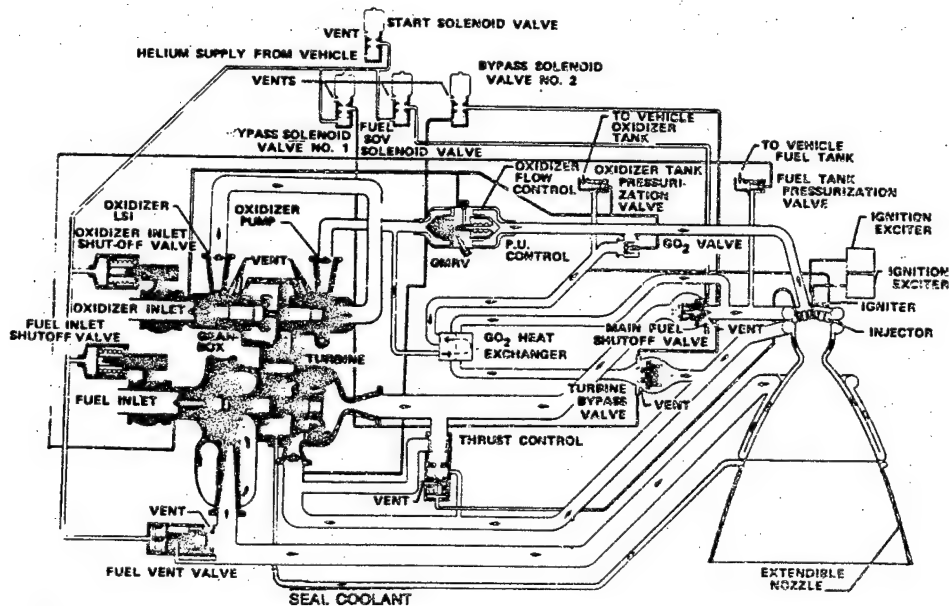 START SOLENOID VALVE
VENT
HELIUM SUPPLY FROM VEHICLE
VENTS
BYPASS SOLENOID
VALVE NO. 2
YPASS SOLENOID
VALVE NO. 1
FUEL
SOV
SOLENOID VALVE
TO VEHICLE
OXIDIZER
TANK
TO VEHICLE
FUEL TANK
OXIDIZER
FLOW
CONTROL
OXIDIZER TANK
PRESSURI-
ZATION
VALVE
FUEL TANK
PRESSURIZATION
VALVE
OXIDIZER
LSI
OXIDIZER
PUMP
OXIDIZER INLET
SHUT-OFF VALVE
VENT
OMRV
P.U.
CONTROL
GO2 VALVE
IGNITION
EXCITER
IGNITION
EXCITER
IGNITER
INJECTOR
OXIDIZER INLET
FUEL INLET
SHUTOFF VALVE
GEAR-
BOX
TURBINE
GO2 HEAT
EXCHANGER
MAIN FUEL
SHUTOFF
VALVE
VENT
FUEL INLET
TURBINE
BYPASS
VALVE
VENT
THRUST CONTROL
VENT
VENT
FUEL VENT VALVE
SEAL COOLANT
EXTENDIBLE
NOZZLE